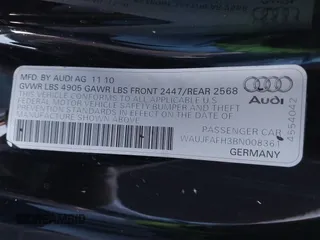 MFD. BY AUDI AG 11 10
GVWR LBS 4905 GAWR LBS FRONT 2447/REAR 2568
THIS VEHICLE CONFORMS TO ALL APPLICABLE
FEDERAL MOTOR VEHICLE SAFETY BUMPER AND THEFT
PREVENTION STANDARDS IN EFFECT ON THE DATE OF
MANUFACTURE SHOWN ABOVE
Audi
PASSENGER CAR
WAUJFAFH3BN008361
GERMANY
4554042